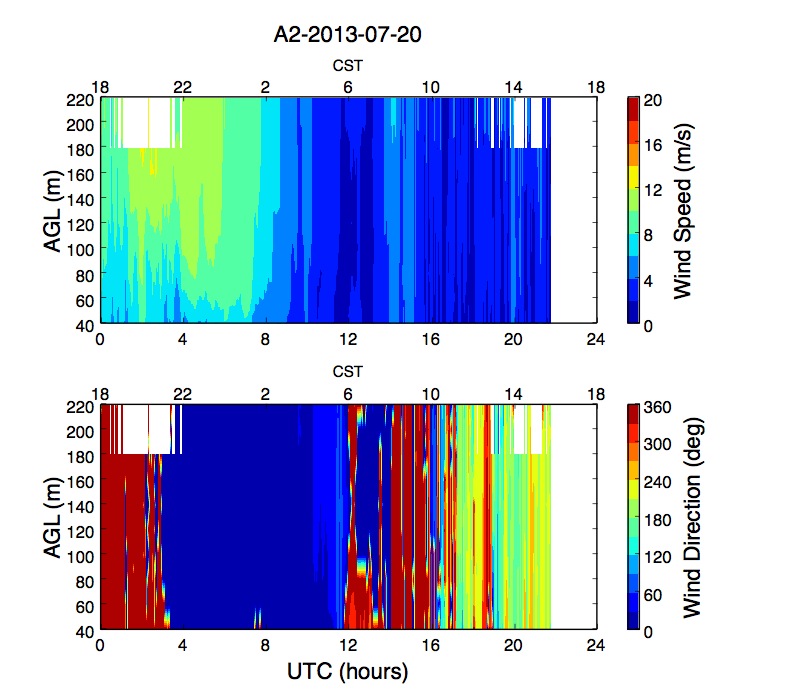 A2-2013-07-20
CST
18 22 2 6 10 14 18
220
200
180
160
140
120
100
80
60
40
AGL (m)
0 4 8 12 16 20 24
20
16
12
8
4
0
Wind Speed (m/s)
CST
18 22 2 6 10 14 18
220
200
180
160
140
120
100
80
60
40
AGL (m)
0 4 8 12 16 20 24
UTC (hours)
360
300
240
180
120
60
0
Wind Direction (deg)